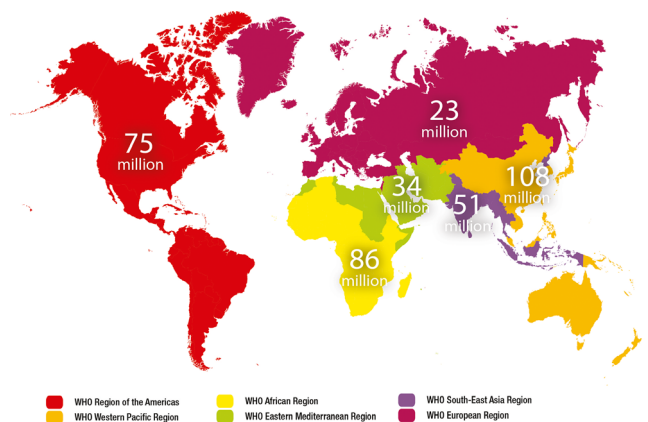 23
million
75
million
34
million
108
million
51
million
86
million
WHO Region of the Americas
WHO African Region
WHO South-East Asia Region
WHO Western Pacific Region
WHO Eastern Mediterranean Region
WHO European Region